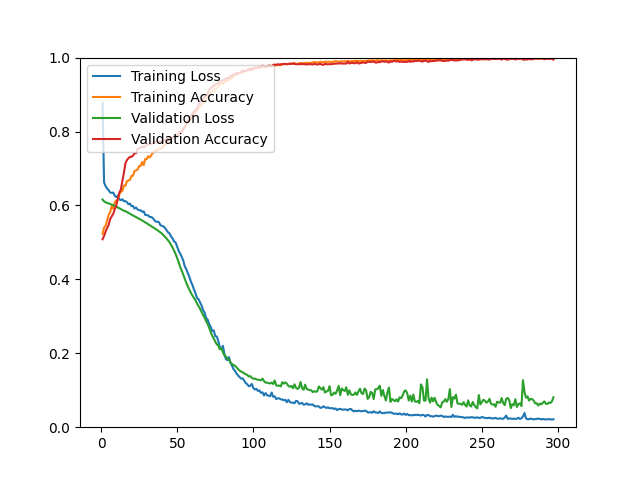 1.0
0.8
0.6
0.4
0.2
0.0
Training Loss
Training Accuracy
Validation Loss
Validation Accuracy
0 50 100 150 200 250 300